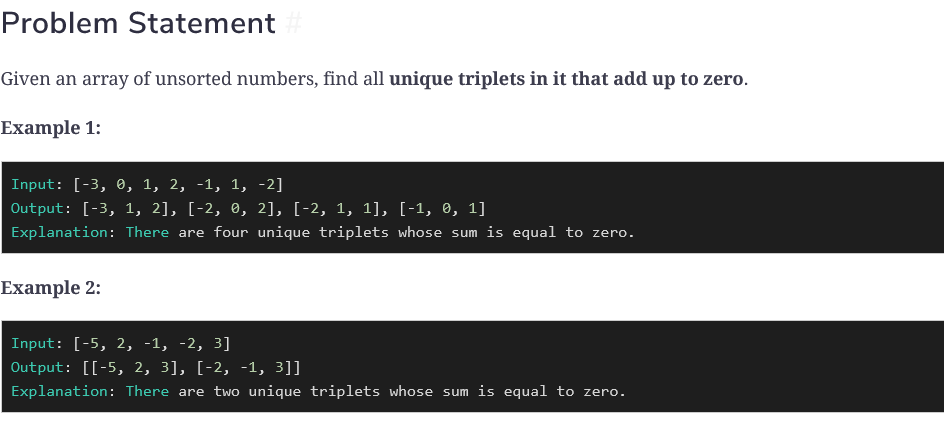 Problem Statement #
Given an array of unsorted numbers, find all unique triplets in it that add up to zero.
Example 1:
Input: [-3, 0, 1, 2, -1, 1, -2]
Output: [-3, 1, 2], [-2, 0, 2], [-2, 1, 1], [-1, 0, 1]
Explanation: There are four unique triplets whose sum is equal to zero.
Example 2:
Input: [-5, 2, -1, -2, 3]
Output: [[-5, 2, 3], [-2, -1, 3]]
Explanation: There are two unique triplets whose sum is equal to zero.